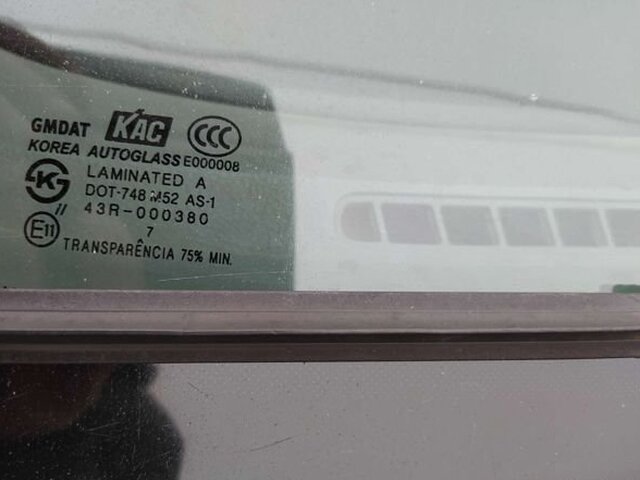 GMDAT KAC CCC
KOREA AUTOGLASS E000008
LAMINATED A
DOT-748 M52 AS-1
// 43R-000380
E11 7
TRANSPARÊNCIA 75% MIN.